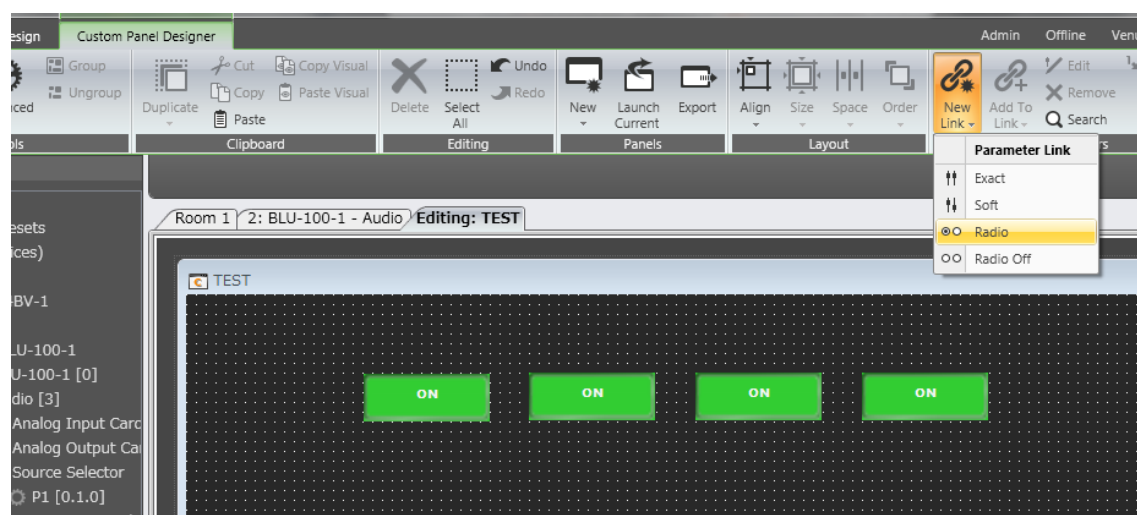 esign Custom Panel Designer Admin Offline Venu
Group Cut Copy Visual Undo Edit
Ungroup Copy Paste Visual Redo Remove
nced Duplicate Paste Delete Select All New Launch Current Export Align Size Space Order New Link Add To Link Search
ols Clipboard Editing Panels Layout rs
Parameter Link
Exact
Soft
Radio
Radio Off
Room 1 2: BLU-100-1 - Audio Editing: TEST
esets
ices)
TEST
-BV-1
LU-100-1
U-100-1 [0]
dio [3]
Analog Input Carc
Analog Output Ca
Source Selector
P1 [0.1.0]
ON ON ON ON